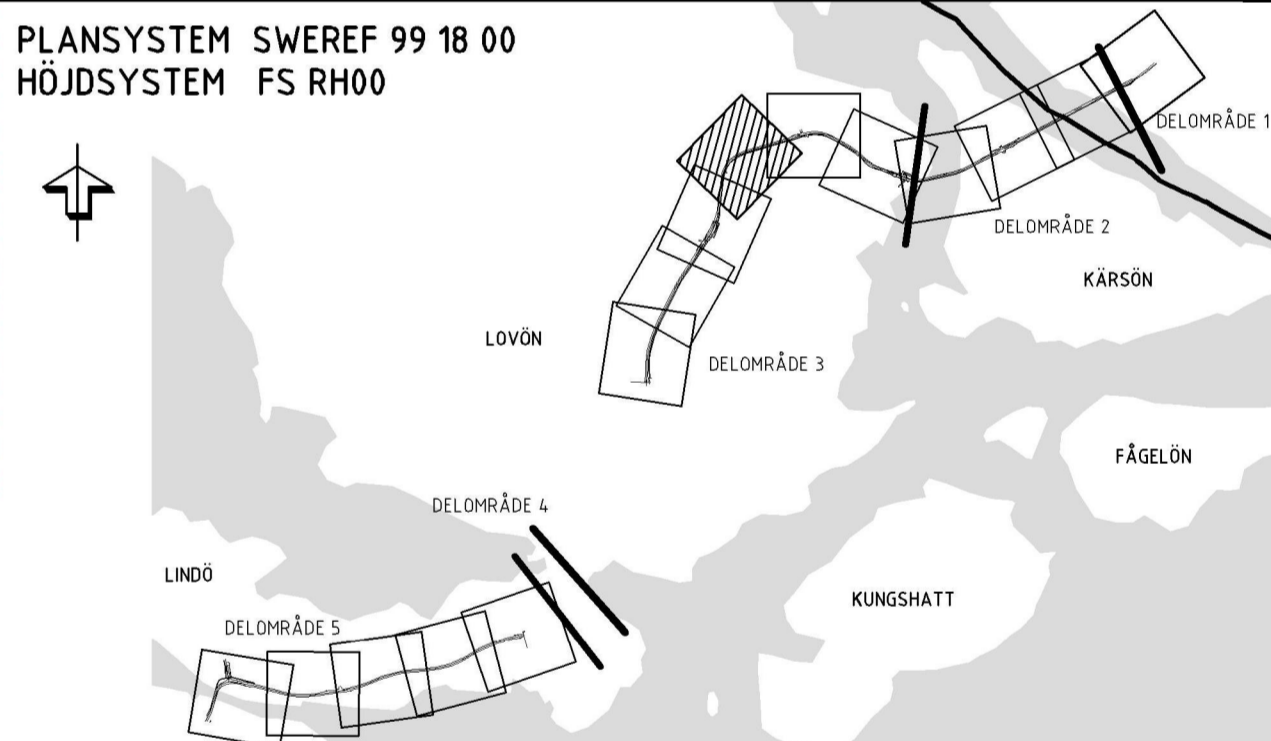 PLANSYSTEM SWEREF 99 18 00
HÖJDSYSTEM FS RH00
DELOMRÅDE 1
DELOMRÅDE 2
KÄRSÖN
LOVÖN
DELOMRÅDE 3
FÅGELÖN
DELOMRÅDE 4
LINDÖ
KUNGSHATT
DELOMRÅDE 5